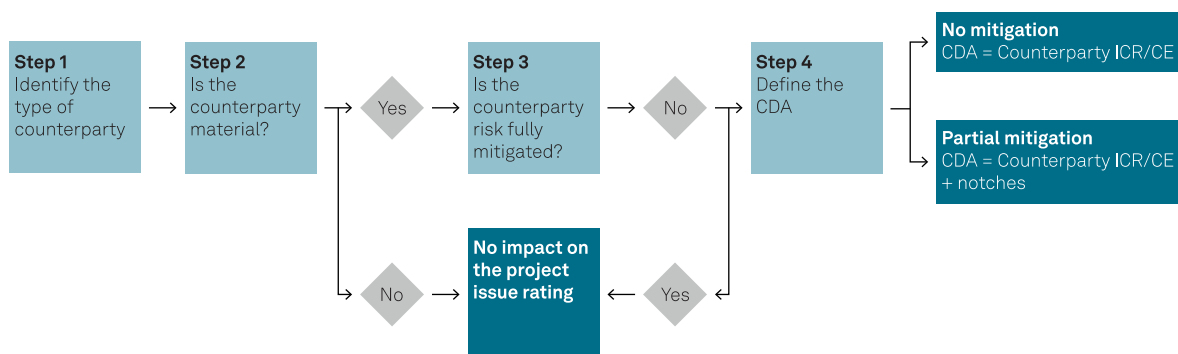 Step 1
Identify the
type of
counterparty
Step 2
Is the
counterparty
material?
Yes
Step 3
Is the
counterparty
risk fully
mitigated?
No
Step 4
Define the
CDA
No mitigation
CDA = Counterparty ICR/CE
Partial mitigation
CDA = Counterparty ICR/CE
+ notches
No
No impact on
the project
issue rating
Yes